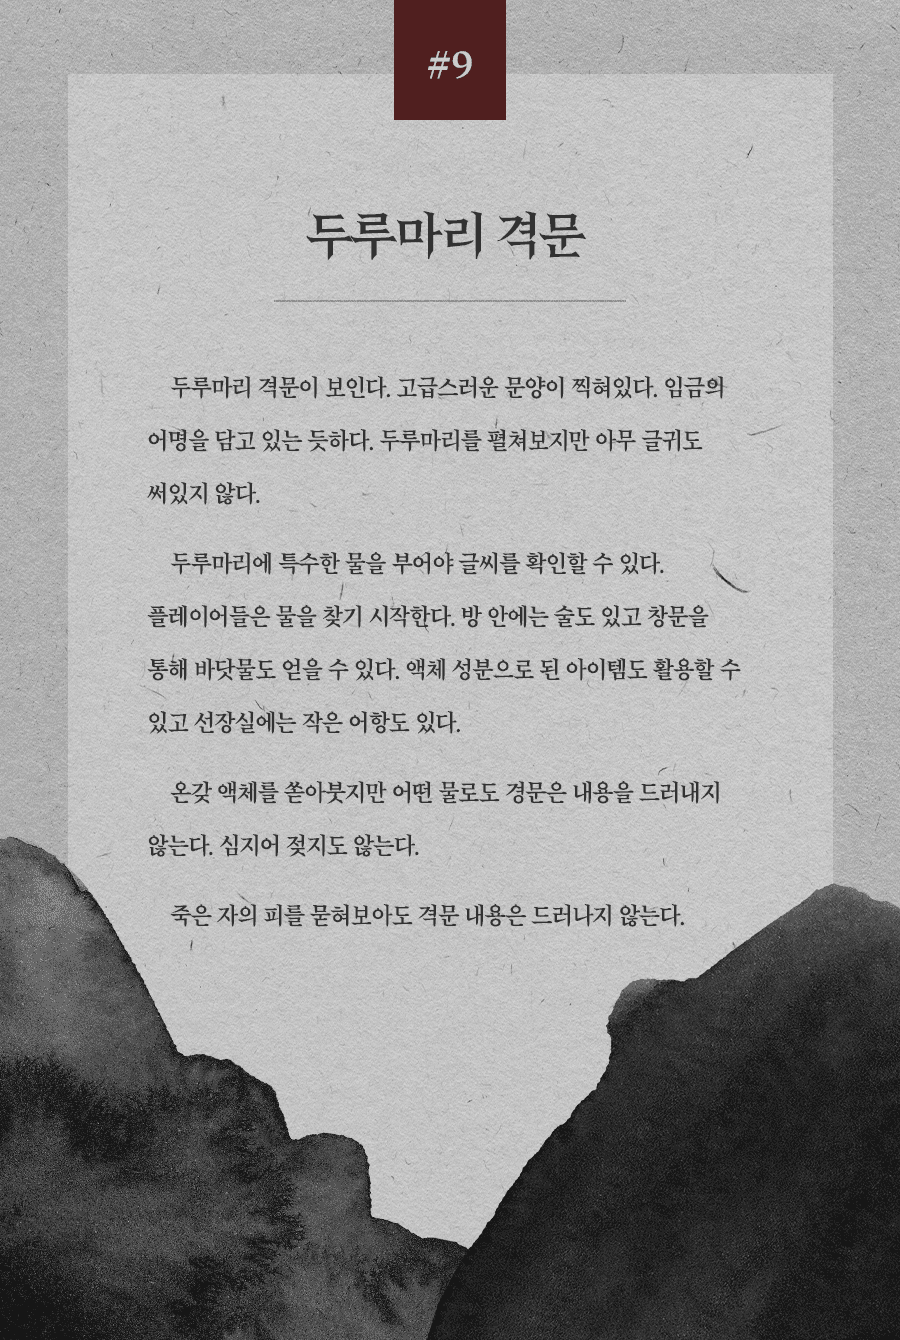 #9
두루마리 격문
두루마리 격문이 보인다. 고급스러운 문양이 찍혀있다. 임금의
어명을 담고 있는 듯하다. 두루마리를 펼쳐보지만 아무 글귀도
써있지 않다.
두루마리에 특수한 물을 부어야 글씨를 확인할 수 있다.
플레이어들은 물을 찾기 시작한다. 방 안에는 술도 있고 창문을
통해 바닷물도 얻을 수 있다. 액체 성분으로 된 아이템도 활용할 수
있고 선장실에는 작은 어항도 있다.
온갖 액체를 쏟아붓지만 어떤 물로도 경문은 내용을 드러내지
않는다. 심지어 젖지도 않는다.
죽은 자의 피를 묻혀보아도 격문 내용은 드러나지 않는다.